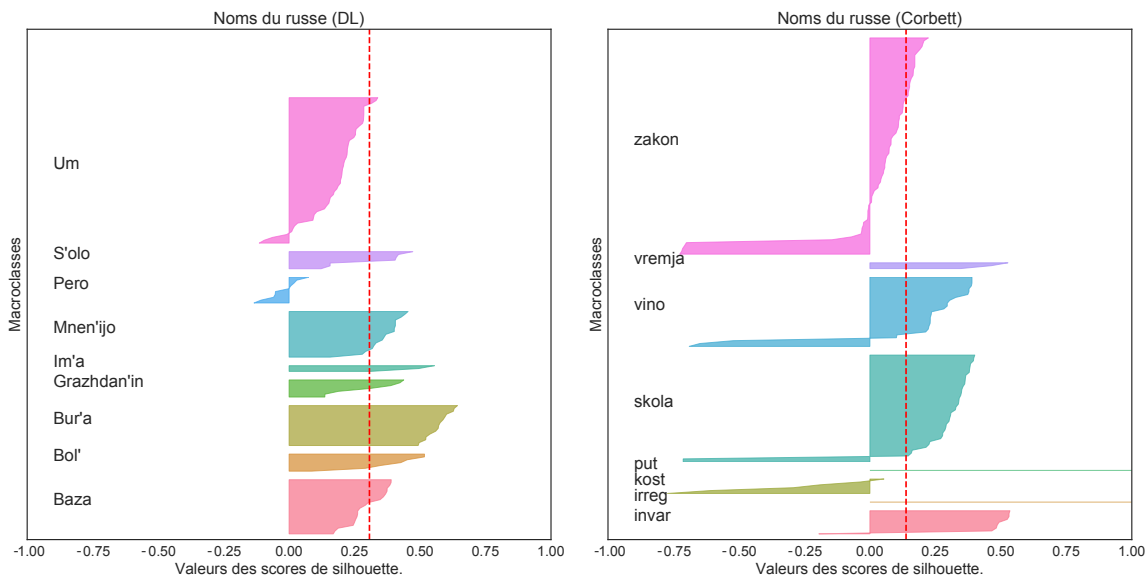 Noms du russe (DL)
Macroclasses
Um
S'olo
Pero
Mnen'ijo
Im'a
Grazhdan'in
Bur'a
Bol'
Baza
-1.00 -0.75 -0.50 -0.25 0.00 0.25 0.50 0.75 1.00
Valeurs des scores de silhouette.
Noms du russe (Corbett)
Macroclasses
zakon
vremja
vino
skola
put
kost
irreg
invar
-1.00 -0.75 -0.50 -0.25 0.00 0.25 0.50 0.75 1.00
Valeurs des scores de silhouette.